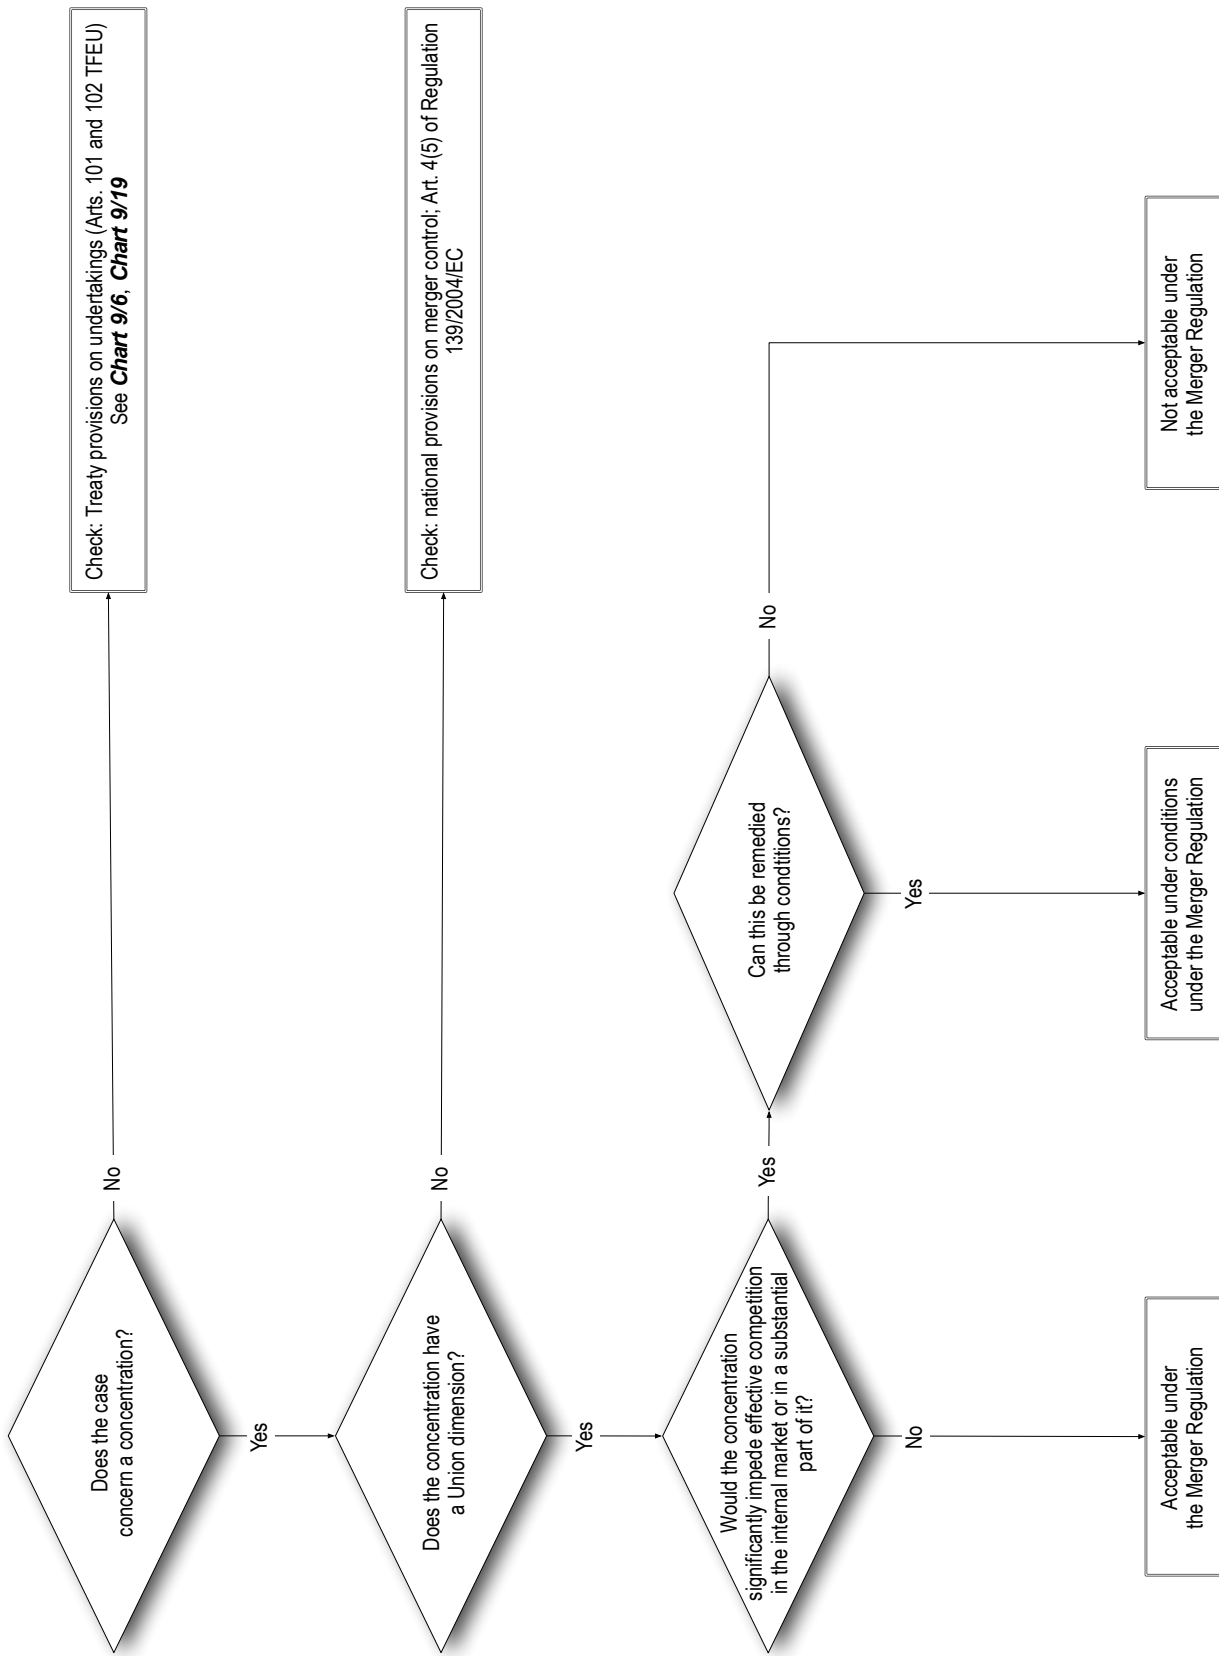 Does the case
concern a concentration?
No
Check: Treaty provisions on undertakings (Arts. 101 and 102 TFEU)
See Chart 9/6, Chart 9/19
Yes
Does the concentration have
a Union dimension?
No
Check: national provisions on merger control; Art. 4(5) of Regulation
139/2004/EC
Yes
Would the concentration
significantly impede effective competition
in the internal market or in a substantial
part of it?
Yes
Can this be remedied
through condtitions?
No
No
Yes
Acceptable under
the Merger Regulation
Acceptable under conditions
under the Merger Regulation
Not acceptable under
the Merger Regulation